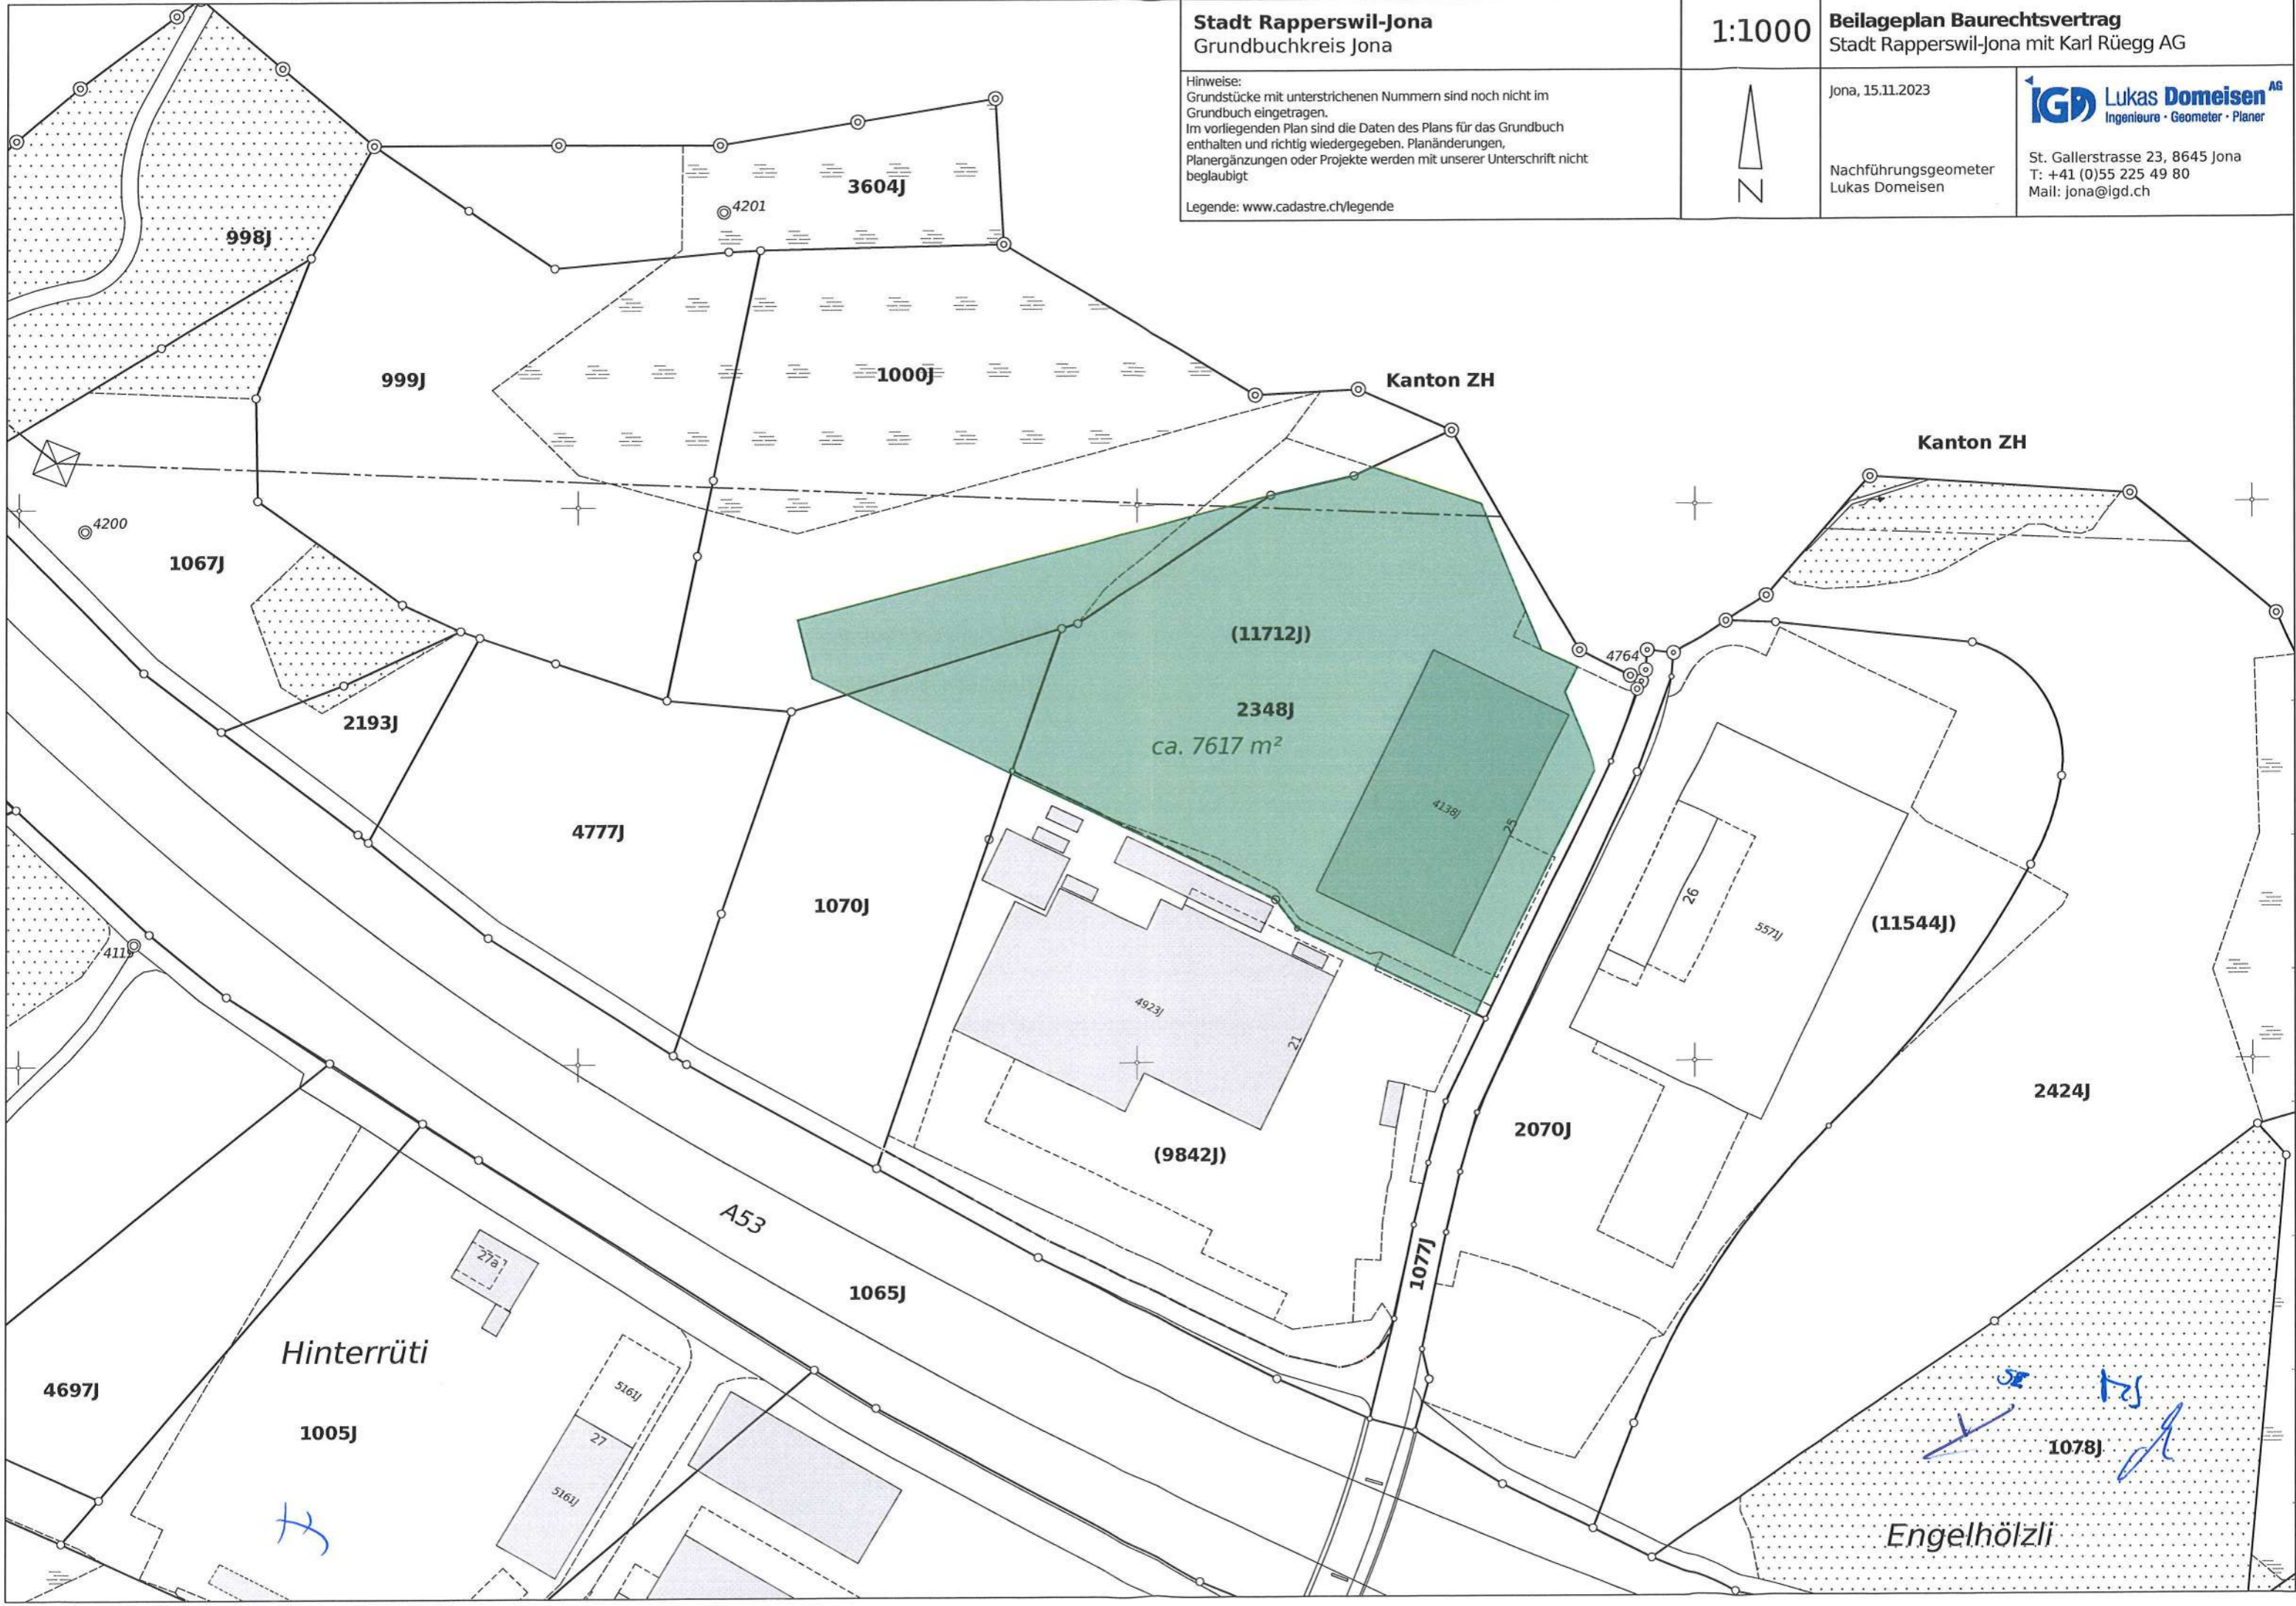 Stadt Rapperswil-Jona
Grundbuchkreis Jona
1:1000
Beilageplan Baurechtsvertrag
Stadt Rapperswil-Jona mit Karl Rüegg AG
Hinweise:
Grundstücke mit unterstrichenen Nummern sind noch nicht im
Grundbuch eingetragen.
Im vorliegenden Plan sind die Daten des Plans für das Grundbuch
enthalten und richtig wiedergegeben. Planänderungen,
Planergänzungen oder Projekte werden mit unserer Unterschrift nicht
beglaubigt
Legende: www.cadastre.ch/legende
N
Jona, 15.11.2023
Nachführungsgeometer
Lukas Domeisen
IGD Lukas Domeisen AG
Ingenieure · Geometer · Planer
St. Gallerstrasse 23, 8645 Jona
T: +41 (0)55 225 49 80
Mail: jona@igd.ch
3604J
4201
998J
999J
1000J
Kanton ZH
Kanton ZH
4200
1067J
(11712J)
4764
2348J
ca. 7617 m²
2193J
4138J
25
4777J
1070J
26
5571J
(11544J)
4115
4923J
21
2424J
2070J
(9842J)
A53
1077J
27a
1065J
Hinterrüti
4697J
5161J
1005J
27
5161J
1078J
Engelhölzli